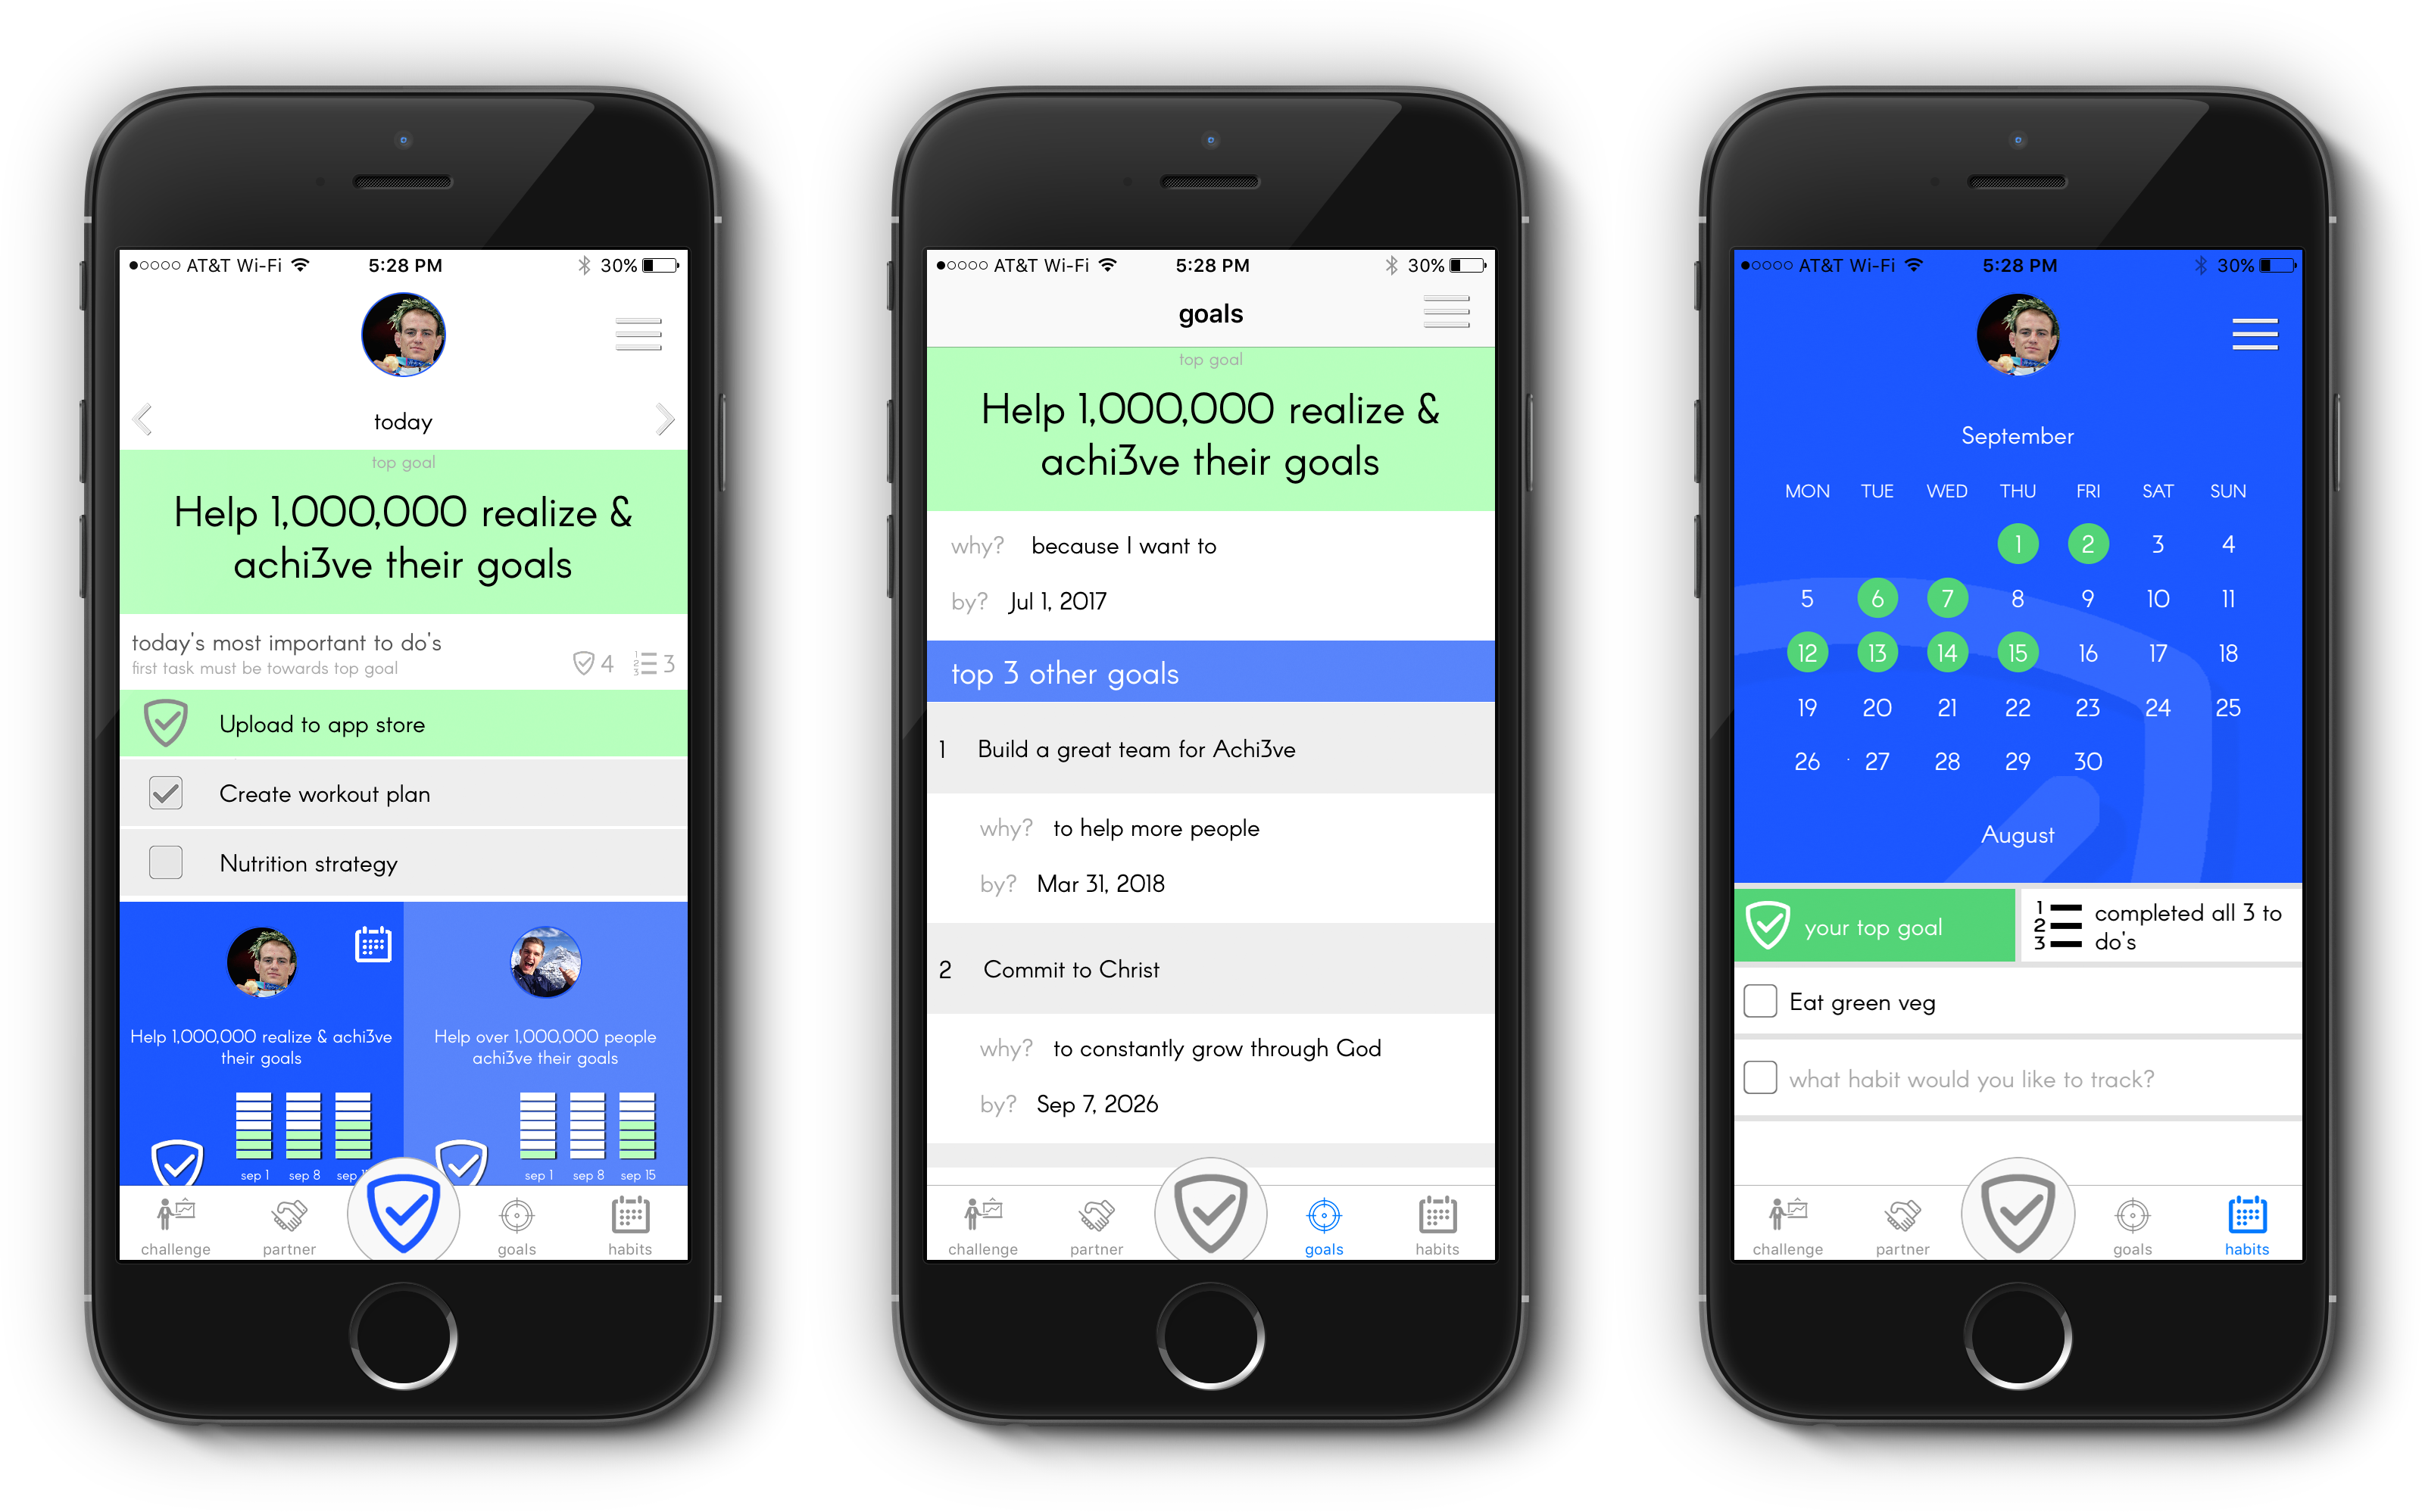 AT&T Wi-Fi 5:28 PM 30%
today
top goal
Help 1,000,000 realize &
achi3ve their goals
today's most important to do's
first task must be towards top goal
4 1 2 3 3
Upload to app store
Create workout plan
Nutrition strategy
Help 1,000,000 realize & achi3ve
their goals
sep 1 sep 8 sep
Help over 1,000,000 people
achi3ve their goals
sep 1 sep 8 sep 15
challenge partner goals habits
AT&T Wi-Fi 5:28 PM 30%
goals
top goal
Help 1,000,000 realize &
achi3ve their goals
why? because I want to
by? Jul 1, 2017
top 3 other goals
1 Build a great team for Achi3ve
why? to help more people
by? Mar 31, 2018
2 Commit to Christ
why? to constantly grow through God
by? Sep 7, 2026
challenge partner goals habits
AT&T Wi-Fi 5:28 PM 30%
September
MON TUE WED THU FRI SAT SUN
1 2 3 4
5 6 7 8 9 10 11
12 13 14 15 16 17 18
19 20 21 22 23 24 25
26 27 28 29 30
August
your top goal
1 2 3
completed all 3 to
do's
Eat green veg
what habit would you like to track?
challenge partner goals habits